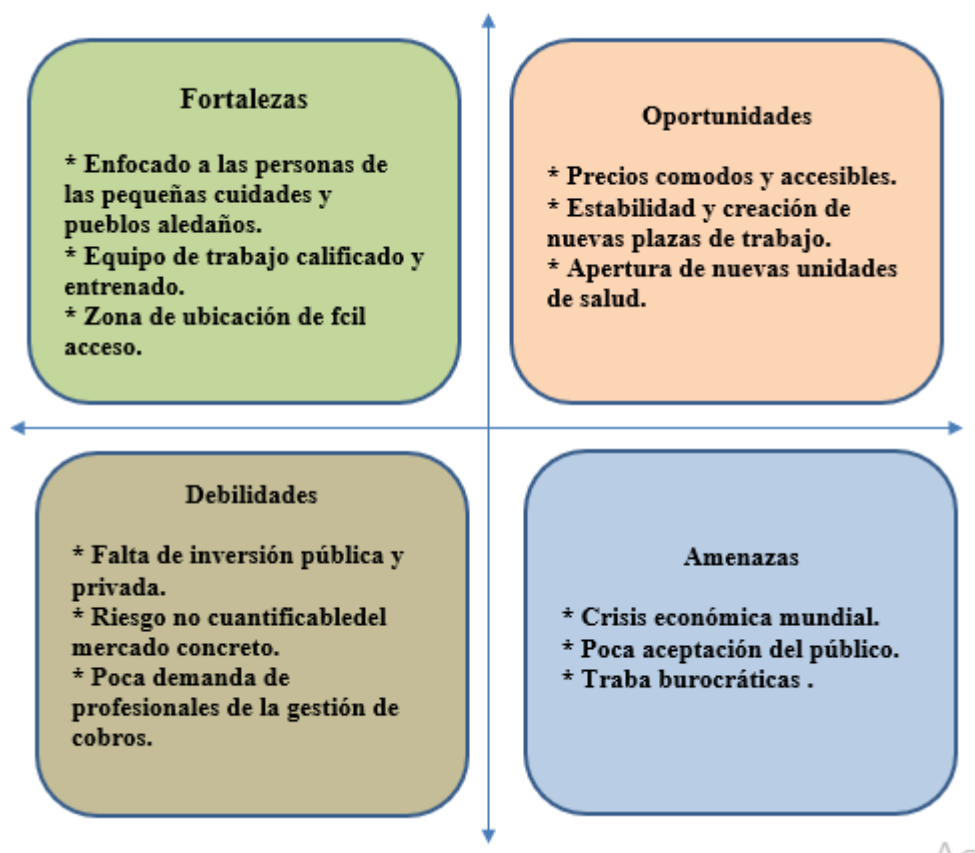 Fortalezas
* Enfocado a las personas de
las pequeñas cuidades y
pueblos aledaños.
* Equipo de trabajo calificado y
entrenado.
* Zona de ubicación de fcil
acceso.
Oportunidades
* Precios comodos y accesibles.
* Estabilidad y creación de
nuevas plazas de trabajo.
* Apertura de nuevas unidades
de salud.
Debilidades
* Falta de inversión pública y
privada.
* Riesgo no cuantificabledel
mercado concreto.
* Poca demanda de
profesionales de la gestión de
cobros.
Amenazas
* Crisis económica mundial.
* Poca aceptación del público.
* Traba burocráticas .